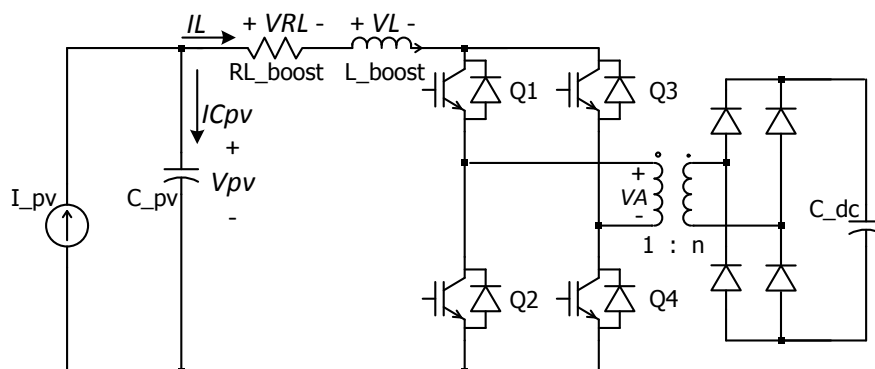 IL
+ VRL -
+ VL -
RL_boost
L_boost
Q1
Q3
ICpv
+
Vpv
-
I_pv
C_pv
+
VA
-
1 : n
C_dc
Q2
Q4